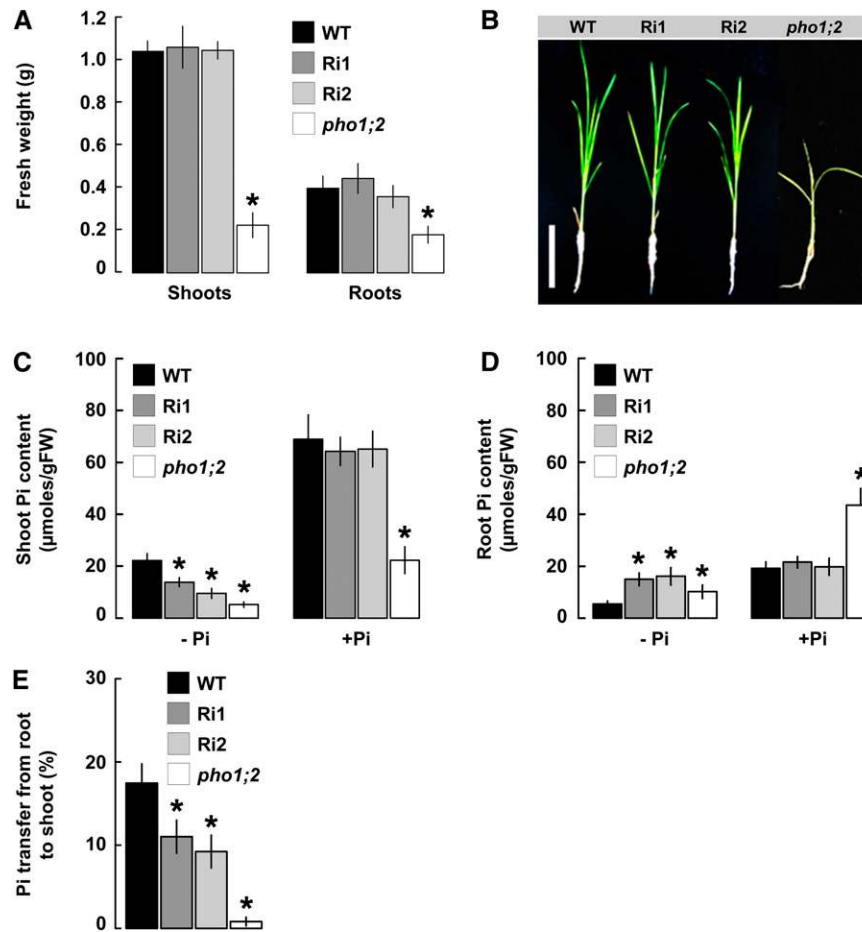 A
1.2
1.0
0.8
0.6
0.4
0.2
0
Fresh weight (g)
WT
Ri1
Ri2
pho1;2
*
*
Shoots
Roots
B
WT Ri1 Ri2 pho1;2
C
100
80
60
40
20
0
Shoot Pi content
(µmoles/gFW)
WT
Ri1
Ri2
pho1;2
* * *
*
- Pi
+Pi
D
100
80
60
40
20
0
Root Pi content
(µmoles/gFW)
WT
Ri1
Ri2
pho1;2
* * *
*
- Pi
+Pi
E
30
20
10
0
Pi transfer from root
to shoot (%)
WT
Ri1
Ri2
pho1;2
* *
*